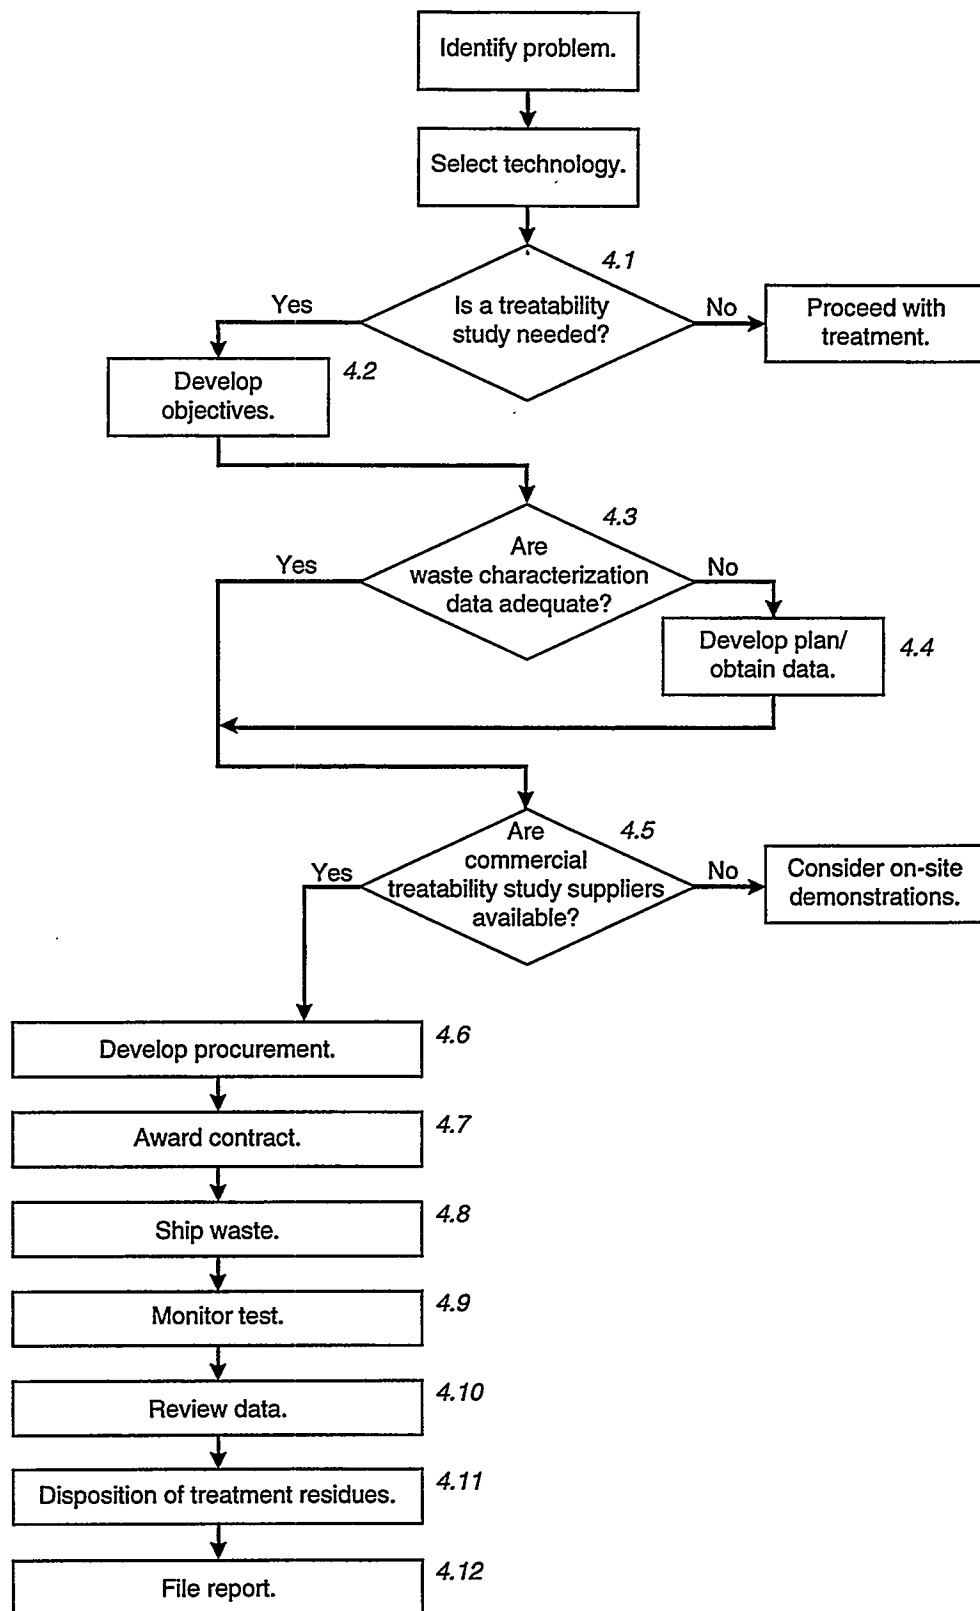 Identify problem.
Select technology.
4.1
Is a treatability
study needed?
Yes
No
Proceed with
treatment.
4.2
Develop
objectives.
4.3
Are
waste characterization
data adequate?
Yes
No
Develop plan/
obtain data.
4.4
4.5
Are
commercial
treatability study suppliers
available?
Yes
No
Consider on-site
demonstrations.
Develop procurement.
4.6
Award contract.
4.7
Ship waste.
4.8
Monitor test.
4.9
Review data.
4.10
Disposition of treatment residues.
4.11
File report.
4.12